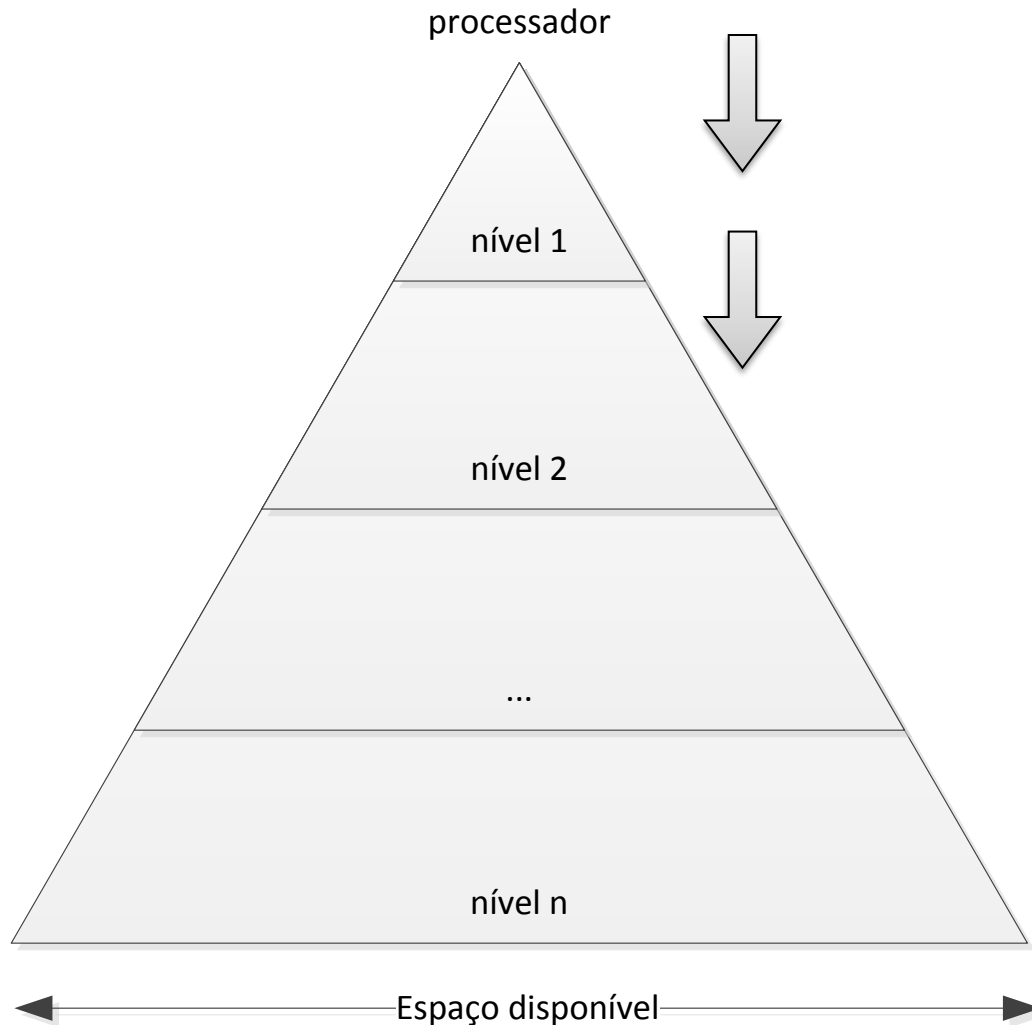 processador
nível 1
nível 2
...
nível n
Espaço disponível